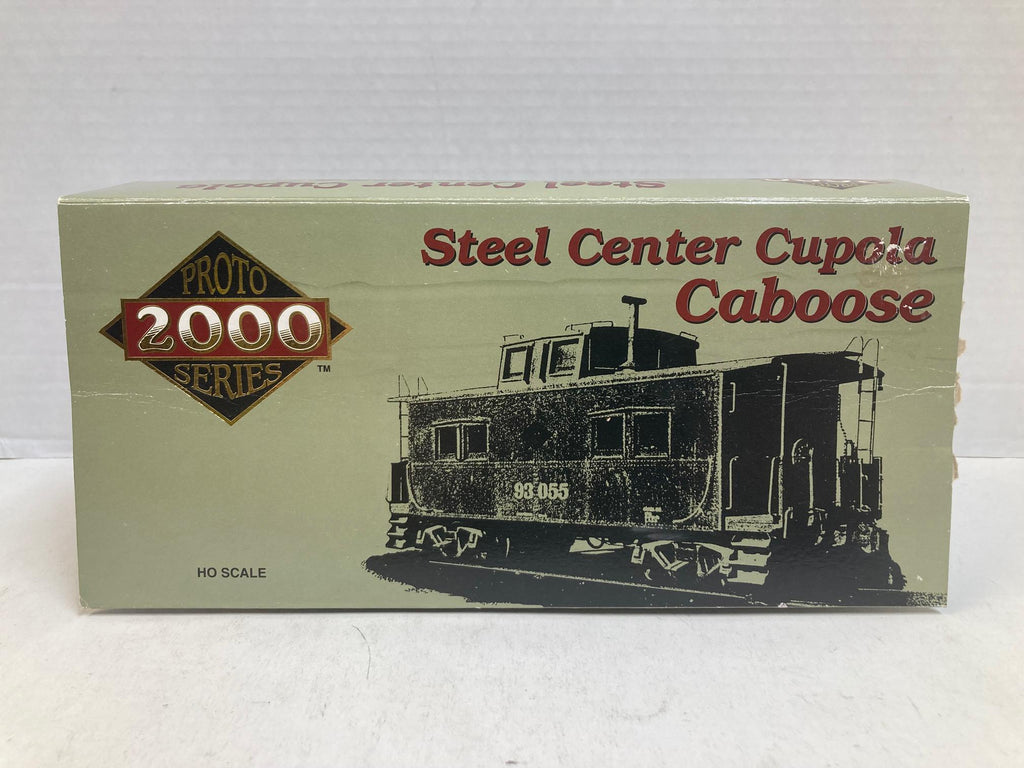 Steel Center Cupola
PROTO
2000
SERIES
TM
Steel Center Cupola
Caboose
93 055
HO SCALE